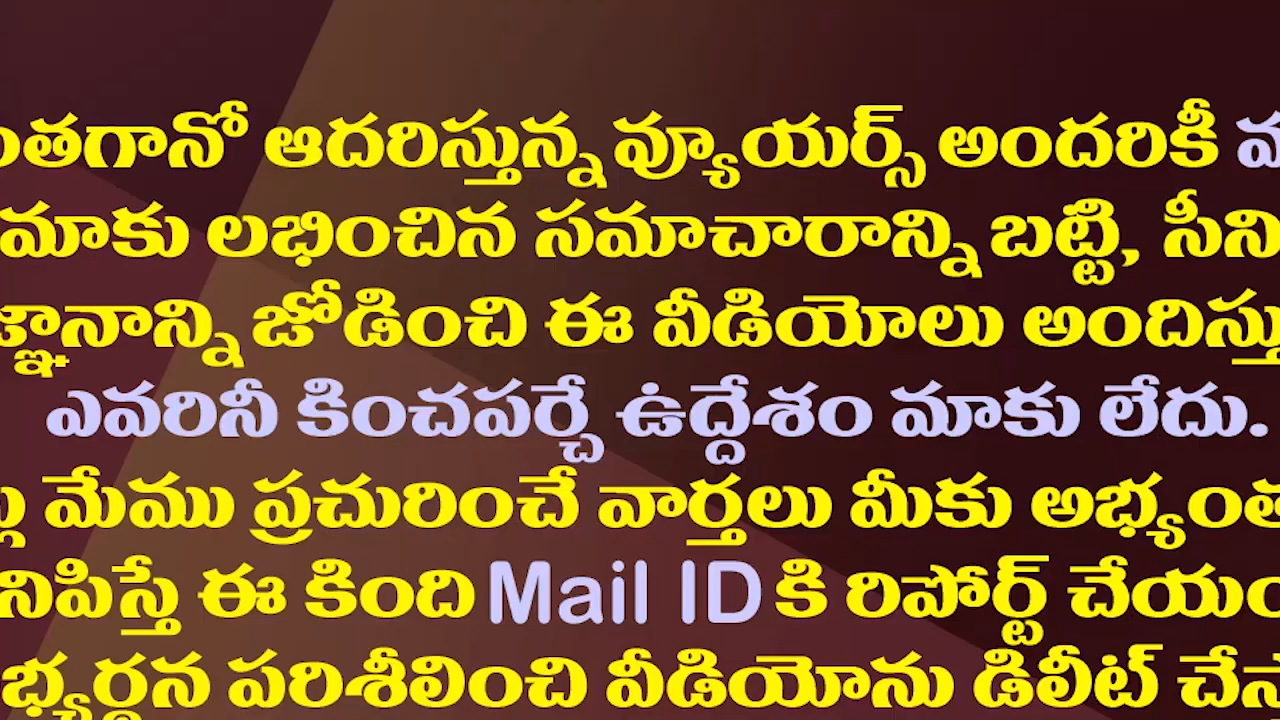 ంతగానో ఆదరిస్తున్న వ్యూయర్స్ అందరికీ
మాకు లభించిన సమాచారాన్ని బట్టి, సీని
జ్ఞానాన్ని జోడించి ఈ వీడియోలు అందిస్తు
ఎవరినీ కించపర్చే ఉద్దేశం మాకు లేదు.
మేము ప్రచురించే వార్తలు మీకు అభ్యంత
నిపిస్తే ఈ కింది Mail ID కి రిపోర్ట్ చేయం
భ్యర్థన పరిశీలించి వీడియోను డిలీట్ చేస